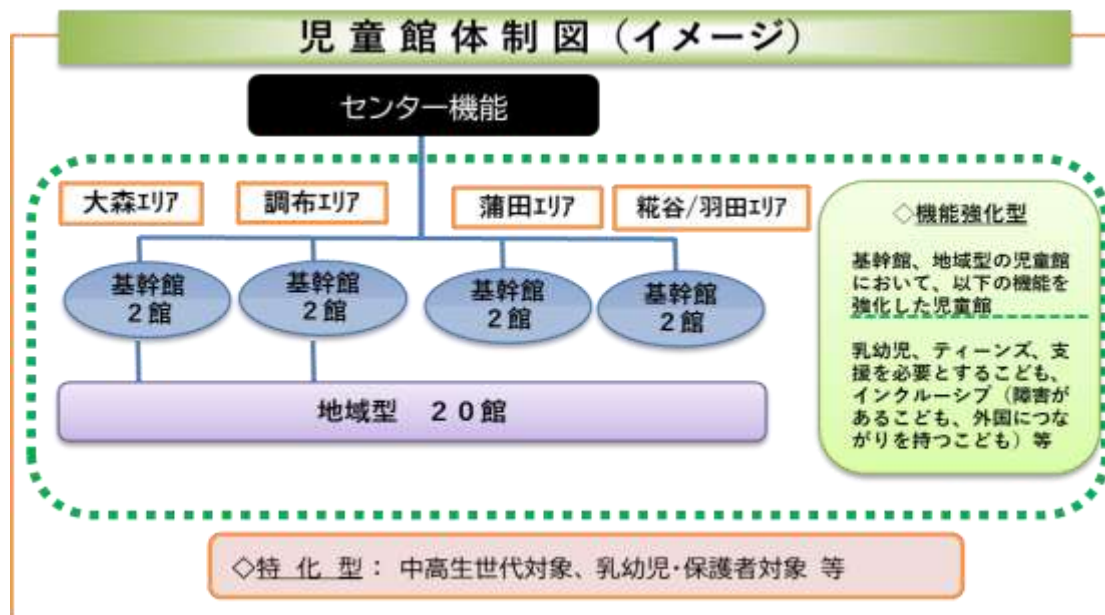 児童館体制図（イメージ）
センター機能
大森ｴﾘｱ
調布ｴﾘｱ
蒲田ｴﾘｱ
糀谷/羽田ｴﾘｱ
基幹館
２館
基幹館
２館
基幹館
２館
基幹館
２館
地域型　２０館
◇機能強化型
基幹館、地域型の児童館
において、以下の機能を
強化した児童館
乳幼児、ティーンズ、支
援を必要とするこども、
インクルーシブ（障害が
あるこども、外国につな
がりを持つこども）等
◇特 化 型： 中高生世代対象、乳幼児・保護者対象 等